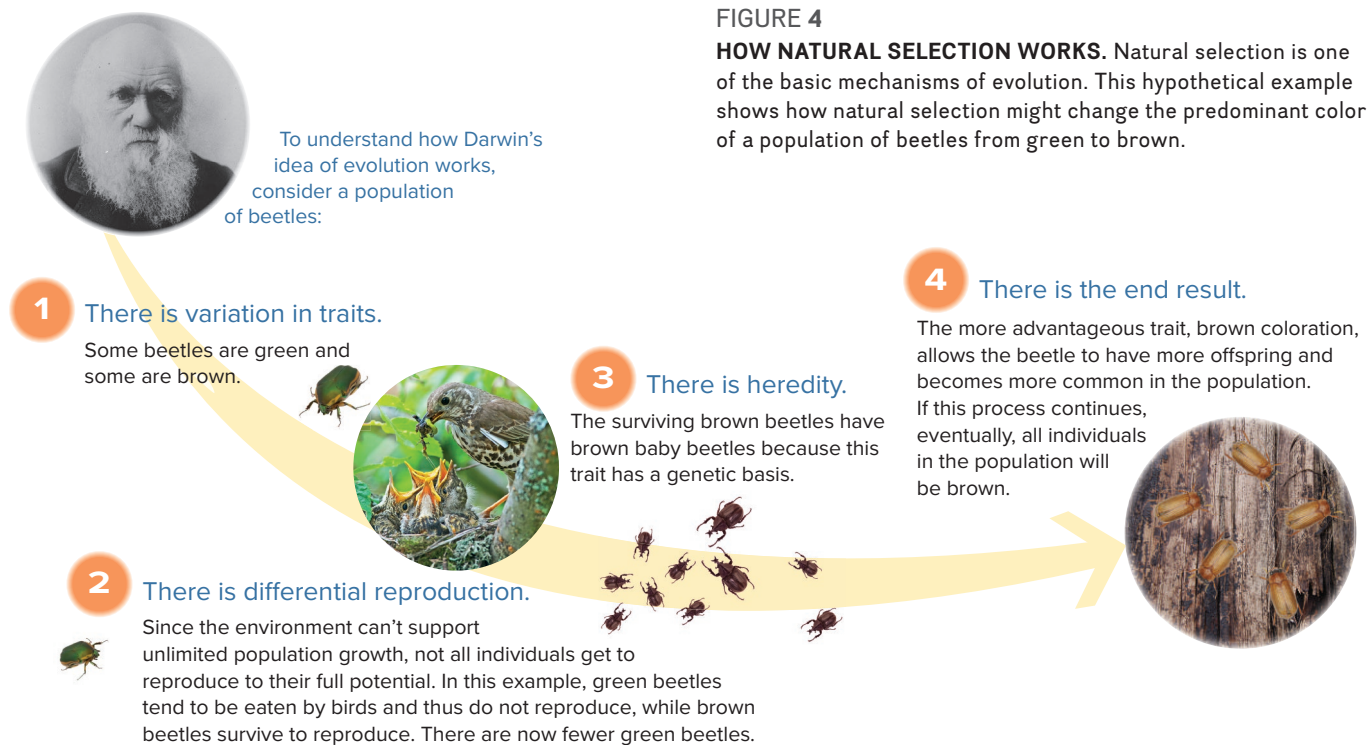 FIGURE 4
HOW NATURAL SELECTION WORKS. Natural selection is one
of the basic mechanisms of evolution. This hypothetical example
shows how natural selection might change the predominant color
of a population of beetles from green to brown.
To understand how Darwin’s
idea of evolution works,
consider a population
of beetles:
1
There is variation in traits.
Some beetles are green and
some are brown.
2
There is differential reproduction.
Since the environment can’t support
unlimited population growth, not all individuals get to
reproduce to their full potential. In this example, green beetles
tend to be eaten by birds and thus do not reproduce, while brown
beetles survive to reproduce. There are now fewer green beetles.
3
There is heredity.
The surviving brown beetles have
brown baby beetles because this
trait has a genetic basis.
4
There is the end result.
The more advantageous trait, brown coloration,
allows the beetle to have more offspring and
becomes more common in the population.
If this process continues,
eventually, all individuals
in the population will
be brown.